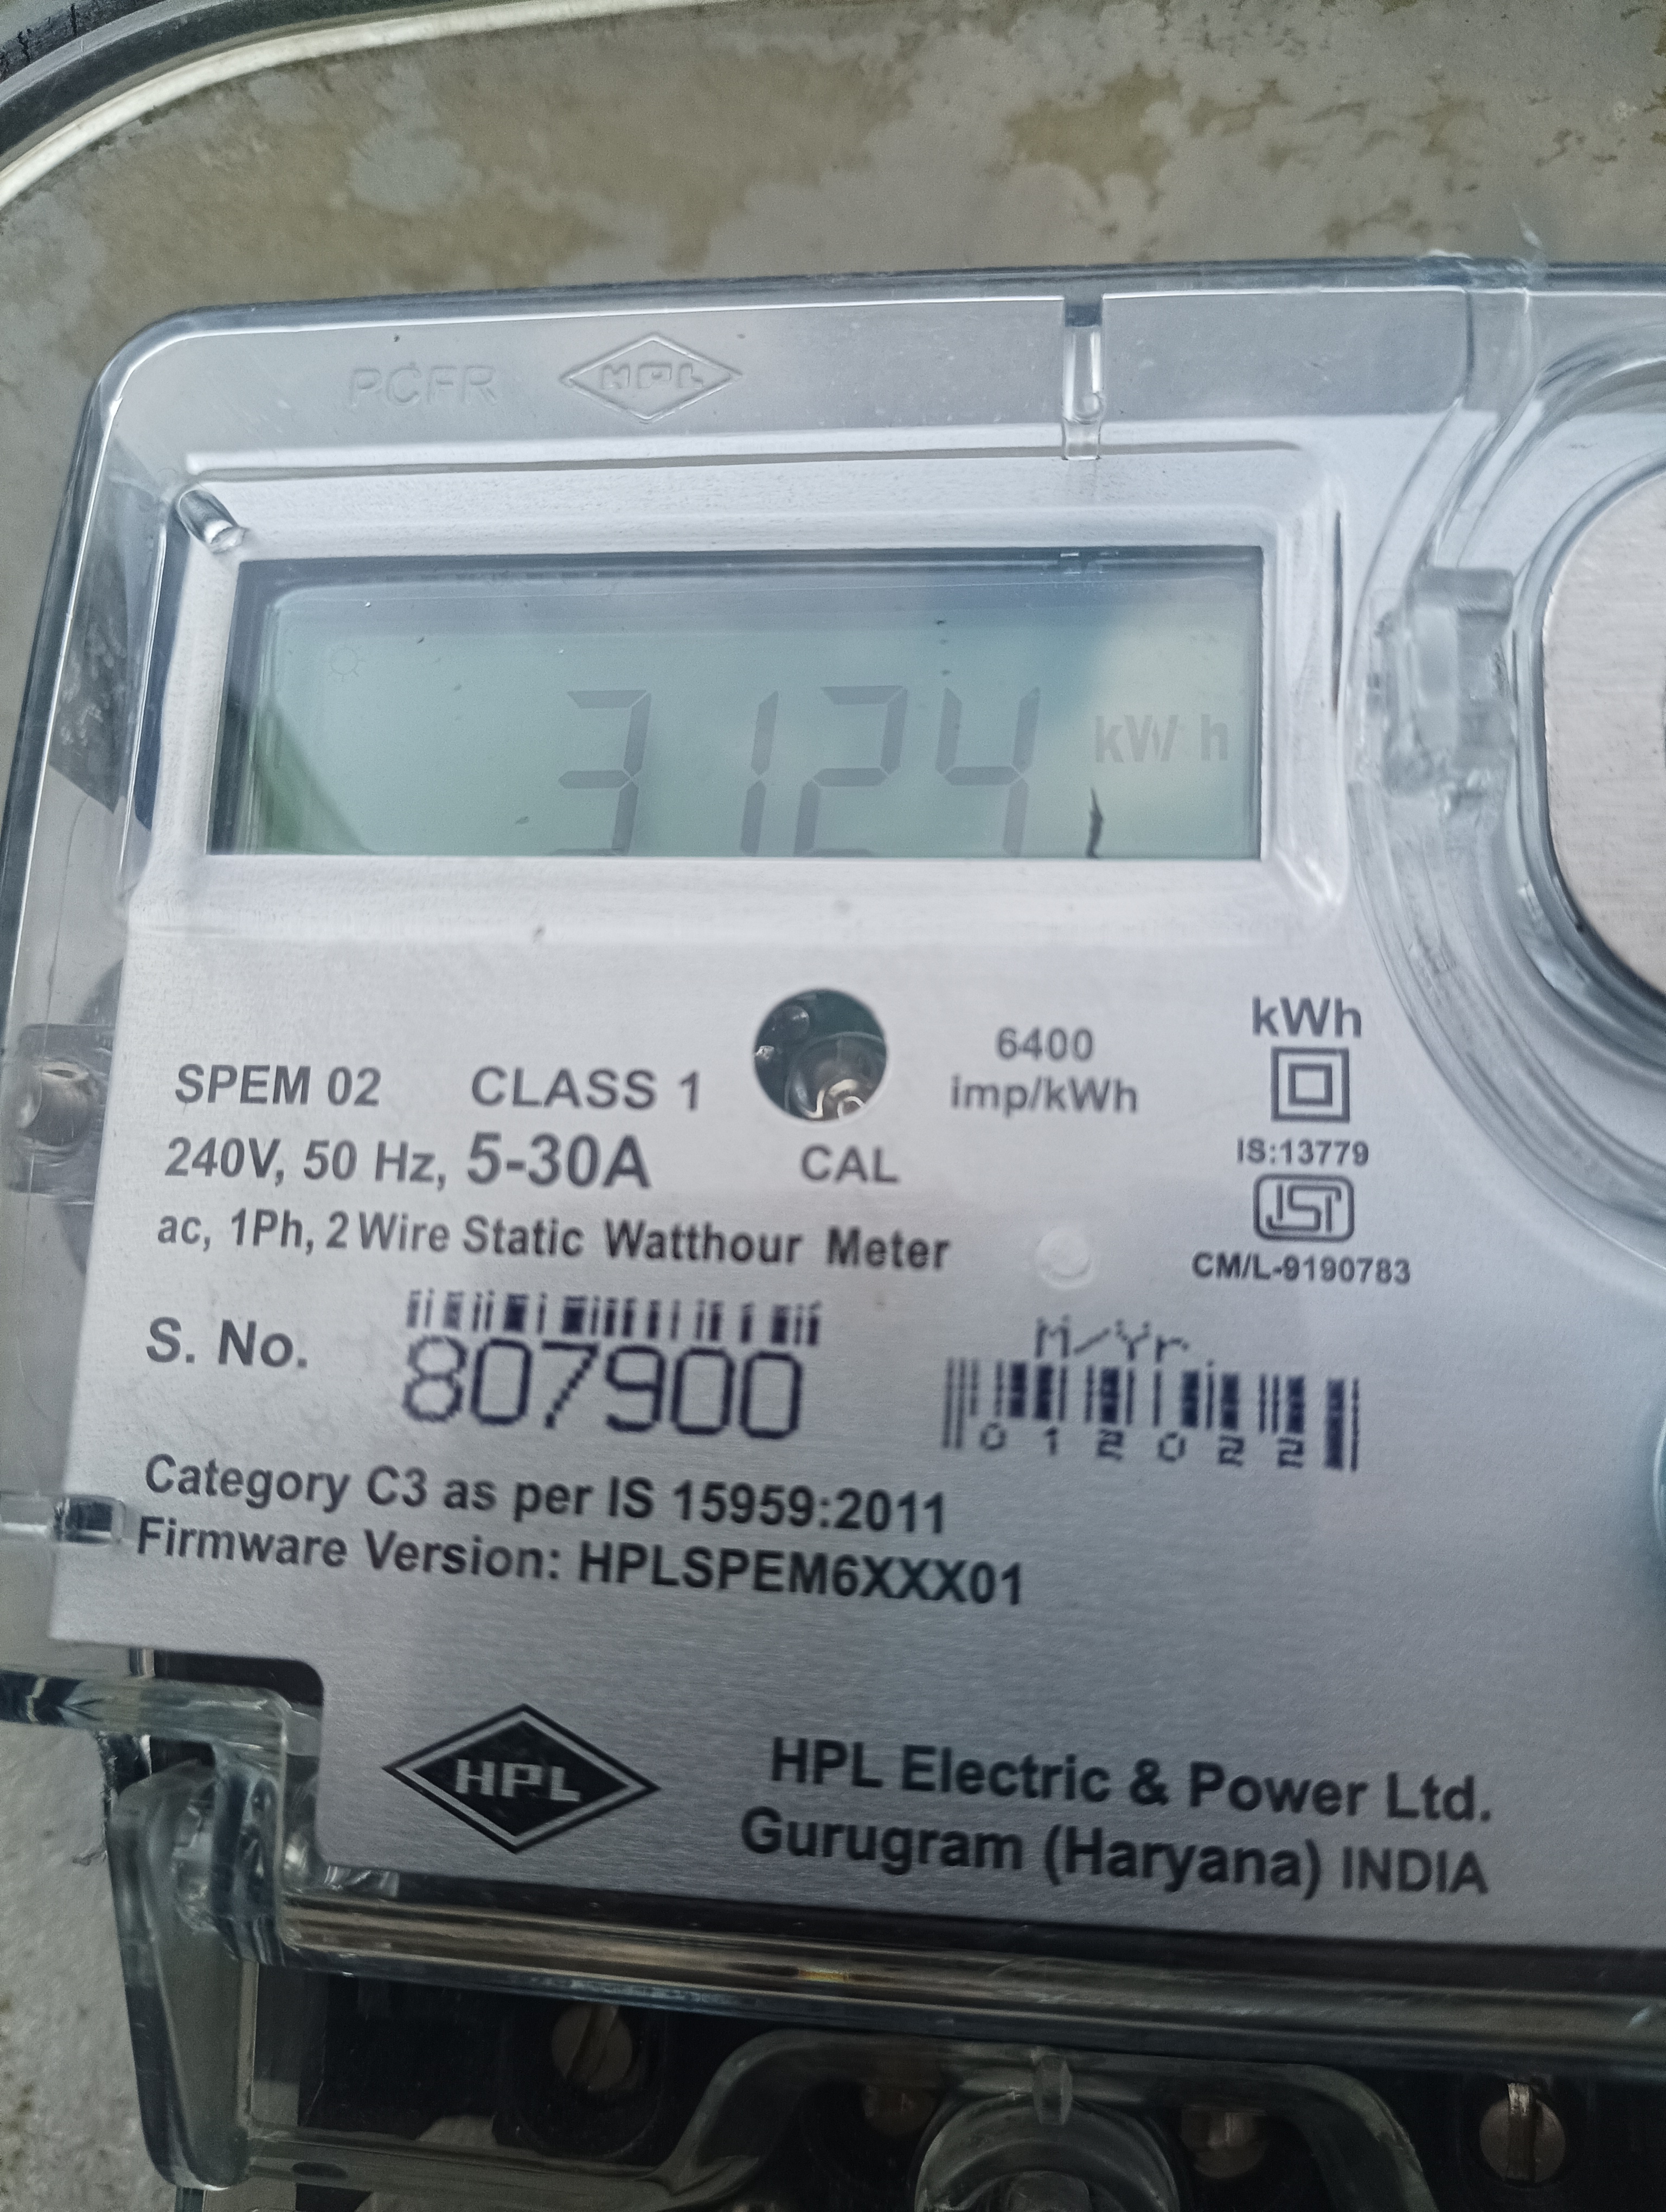 PCFR HPL
3124 kW h
kWh
6400
imp/kWh
SPEM 02 CLASS 1
240V, 50 Hz, 5-30A CAL
IS:13779
ISI
CM/L-9190783
ac, 1Ph, 2 Wire Static Watthour Meter
M/Yr.
S. No. 807900
012022
Category C3 as per IS 15959:2011
Firmware Version: HPLSPEM6XXX01
HPL
HPL Electric & Power Ltd.
Gurugram (Haryana) INDIA